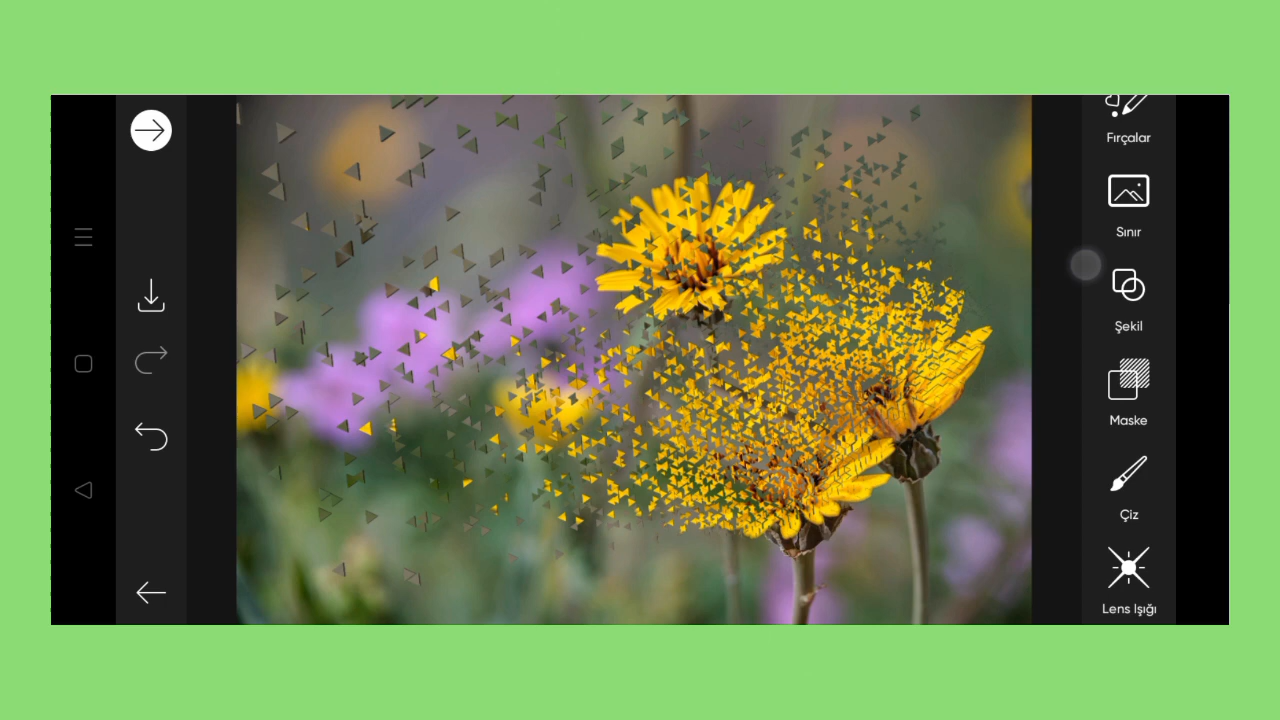 Fırçalar
Sınır
Şekil
Maske
Çiz
Lens Işığı